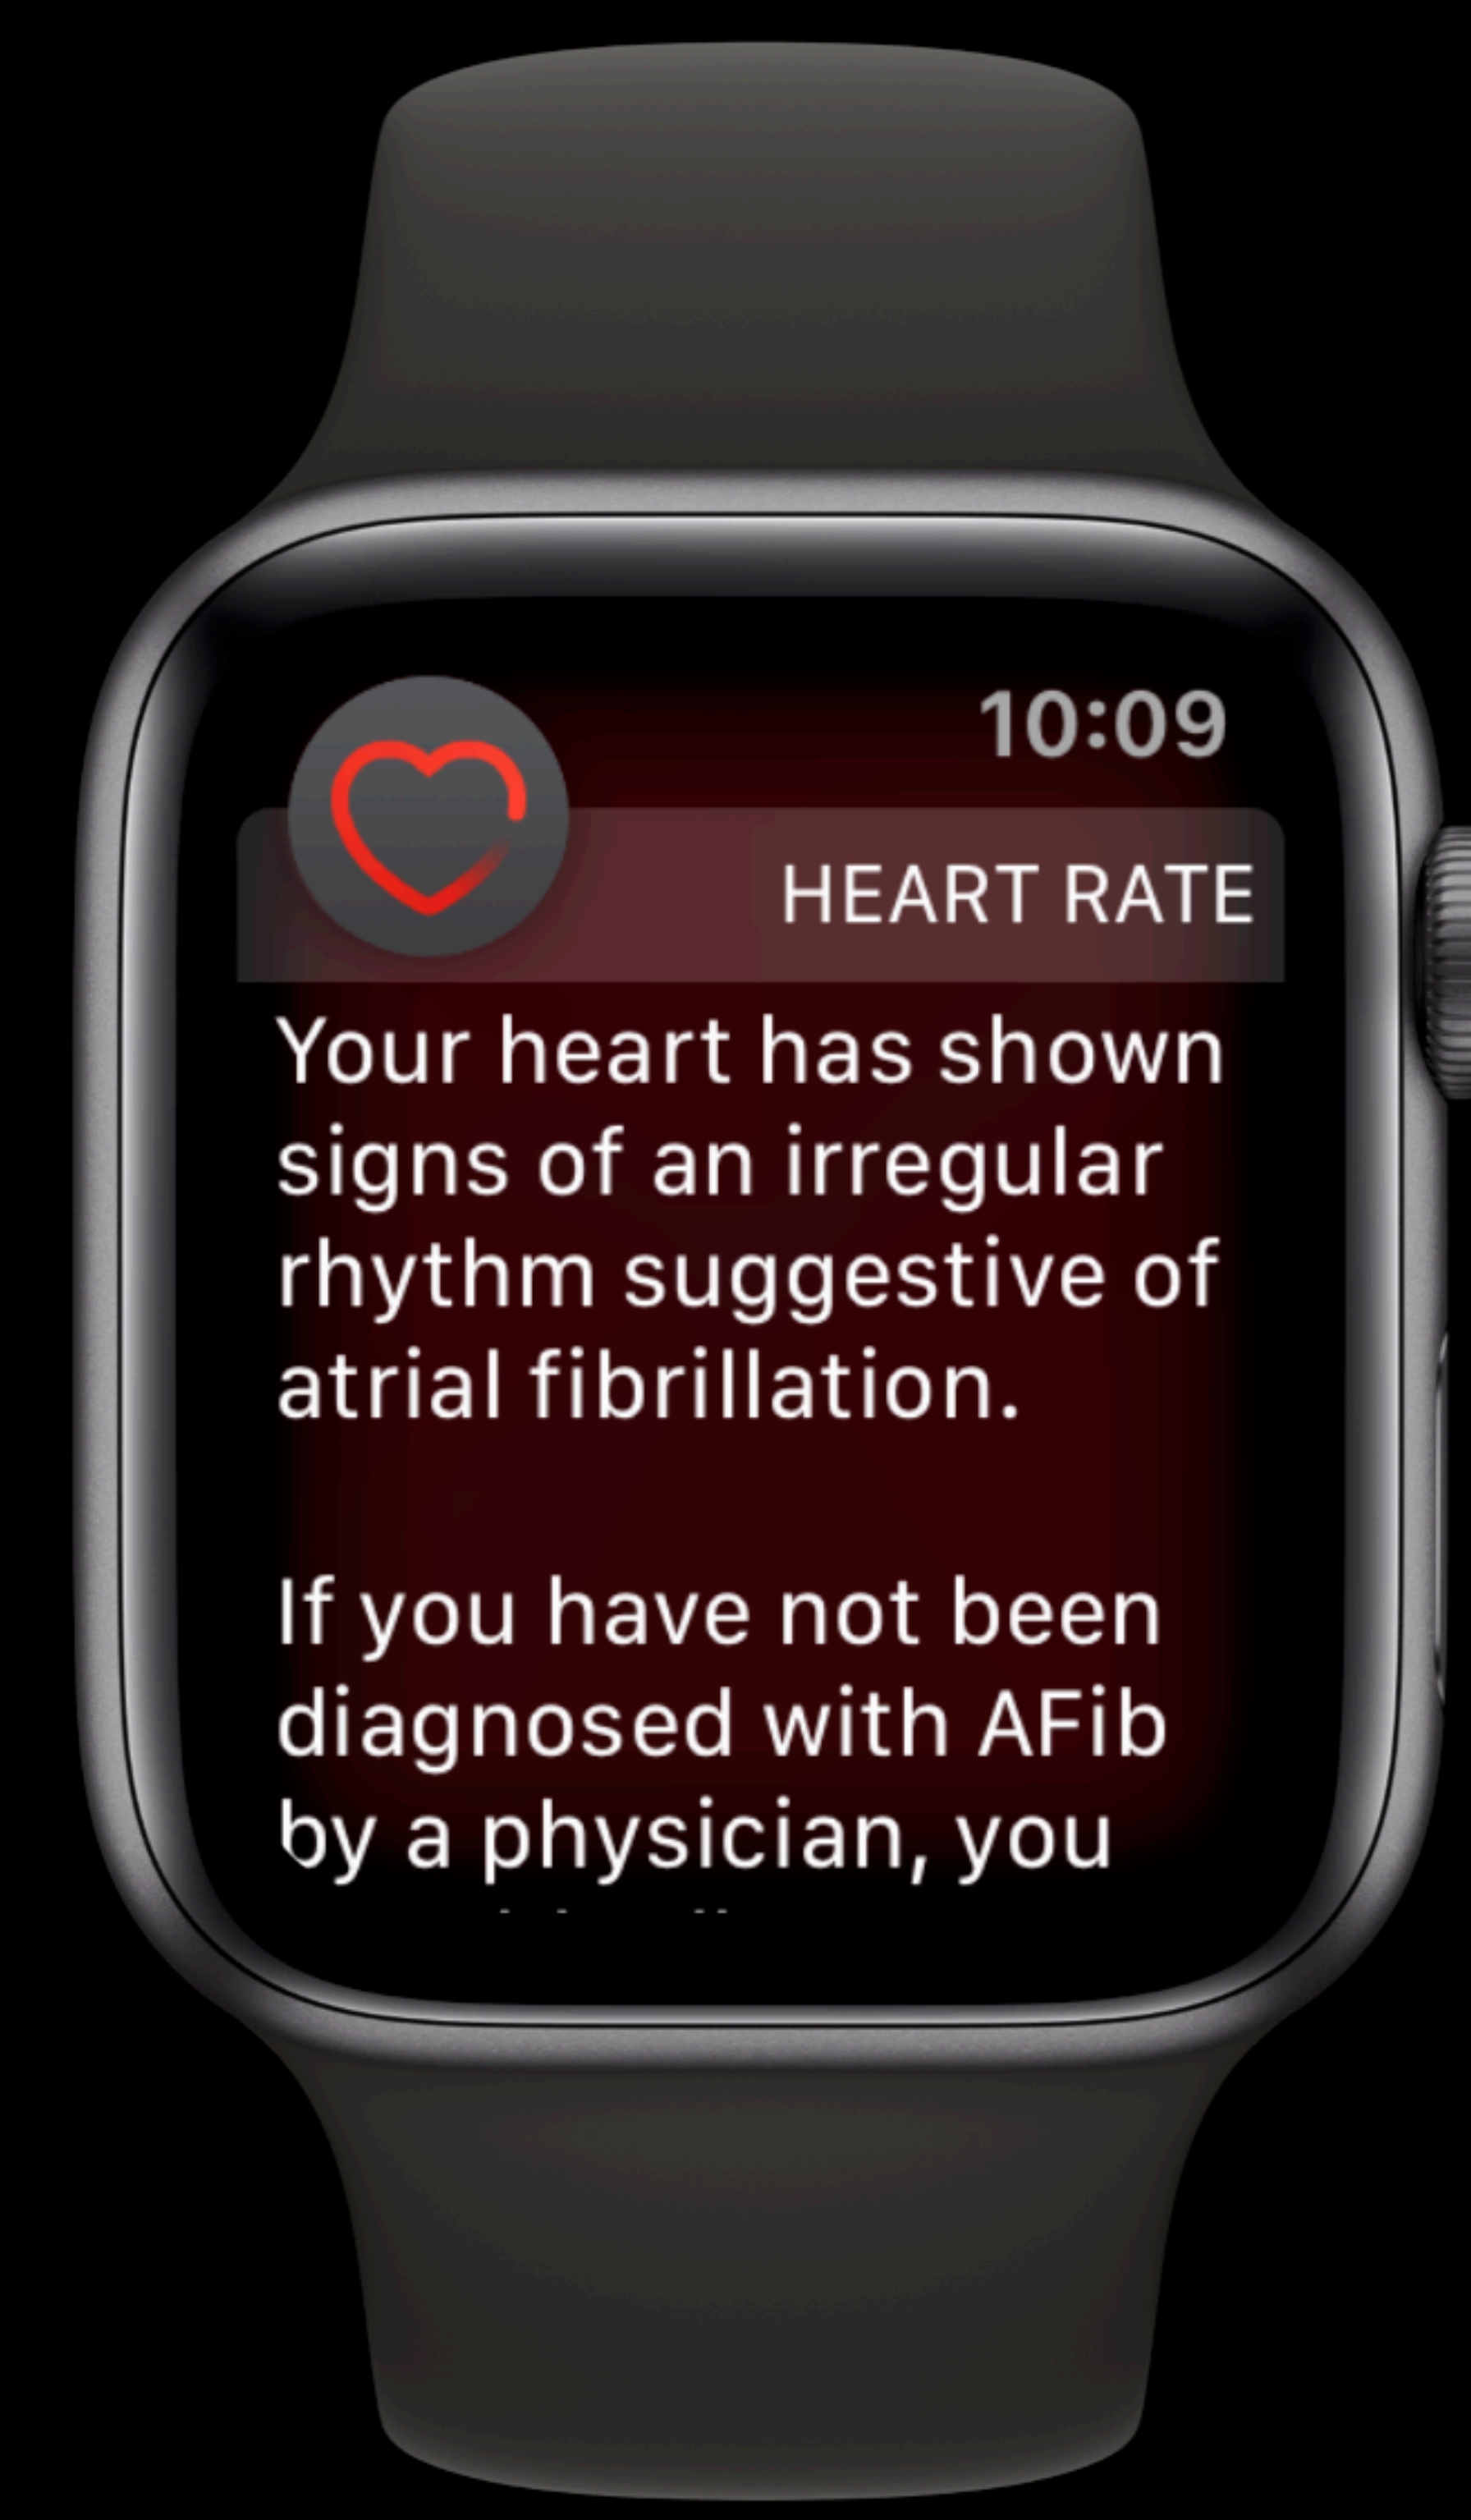 10:09
HEART RATE
Your heart has shown
signs of an irregular
rhythm suggestive of
atrial fibrillation.
If you have not been
diagnosed with AFib
by a physician, you